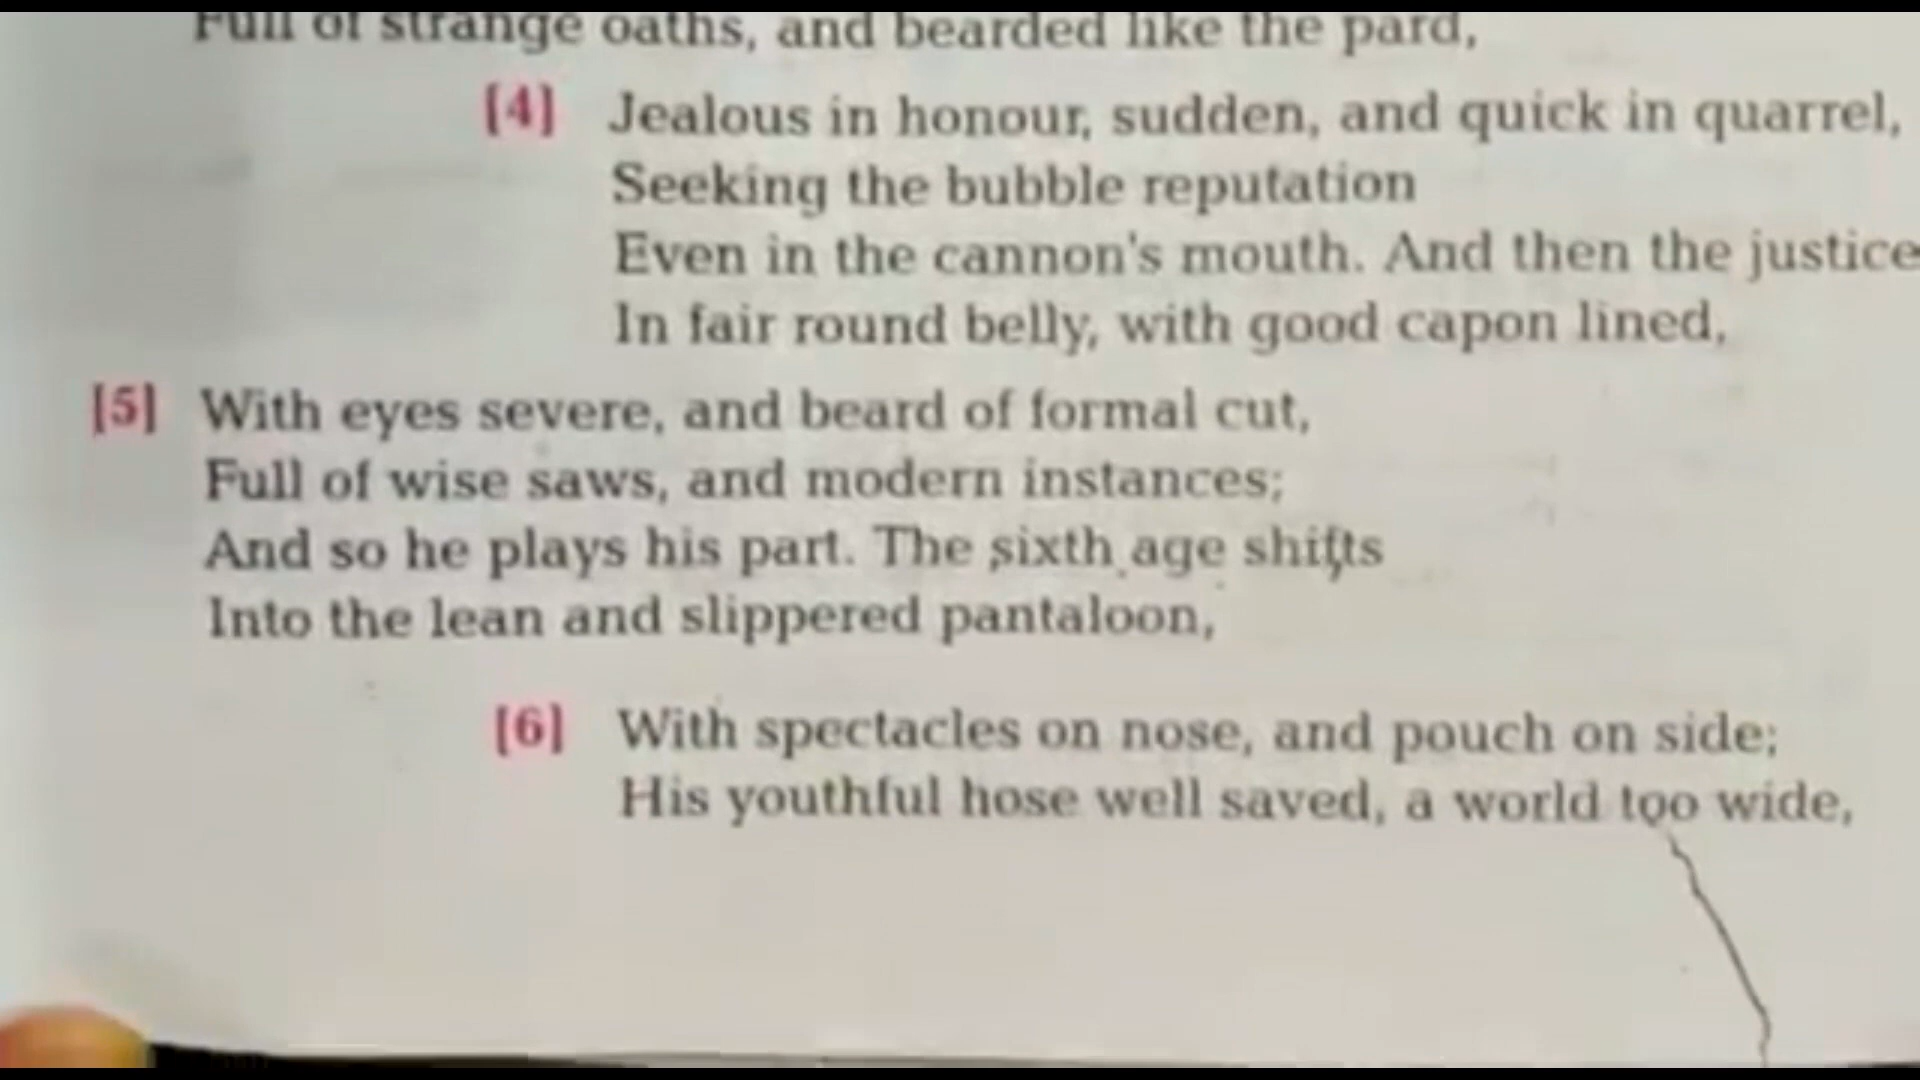 Full of strange oaths, and bearded like the pard,
[4] Jealous in honour, sudden, and quick in quarrel,
Seeking the bubble reputation
Even in the cannon's mouth. And then the justice
In fair round belly, with good capon lined,
[5] With eyes severe, and beard of formal cut,
Full of wise saws, and modern instances;
And so he plays his part. The sixth age shifts
Into the lean and slippered pantaloon,
[6] With spectacles on nose, and pouch on side;
His youthful hose well saved, a world too wide,